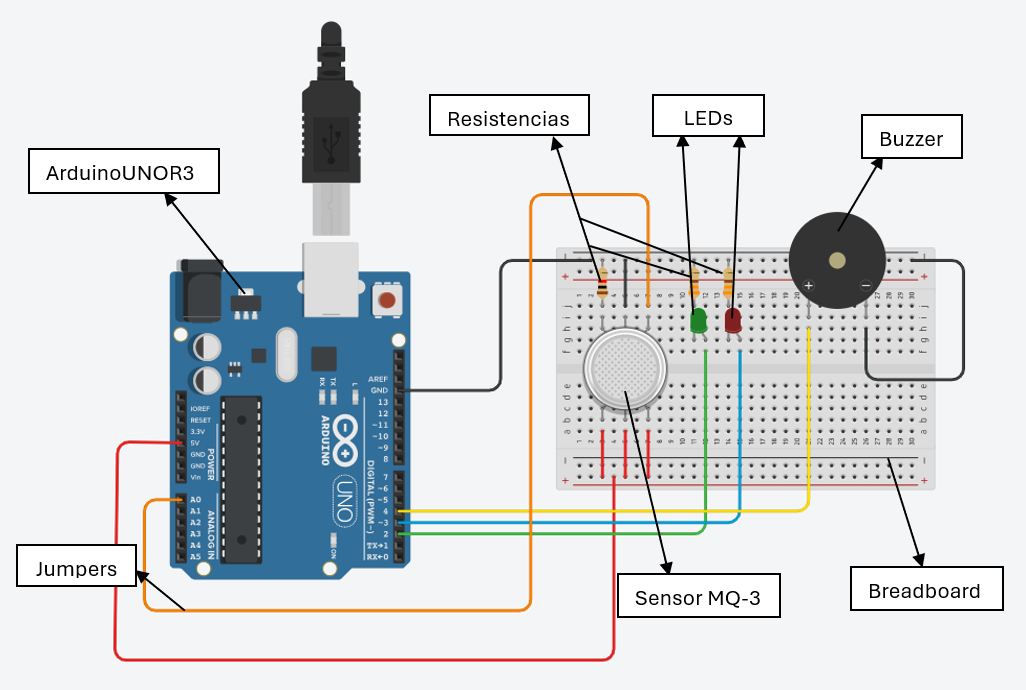 Resistencias
LEDs
Buzzer
ArduinoUNOR3
AREF
GND
13
12
~11
~10
~9
8
7
~6
~5
4
~3
2
TX→1
RX←0
DIGITAL (PWM~)
RX
TX
L
ARDUINO
UNO
ON
IOREF
RESET
3.3V
5V
GND
GND
Vin
POWER
A0
A1
A2
A3
A4
A5
ANALOG IN
Jumpers
Sensor MQ-3
Breadboard